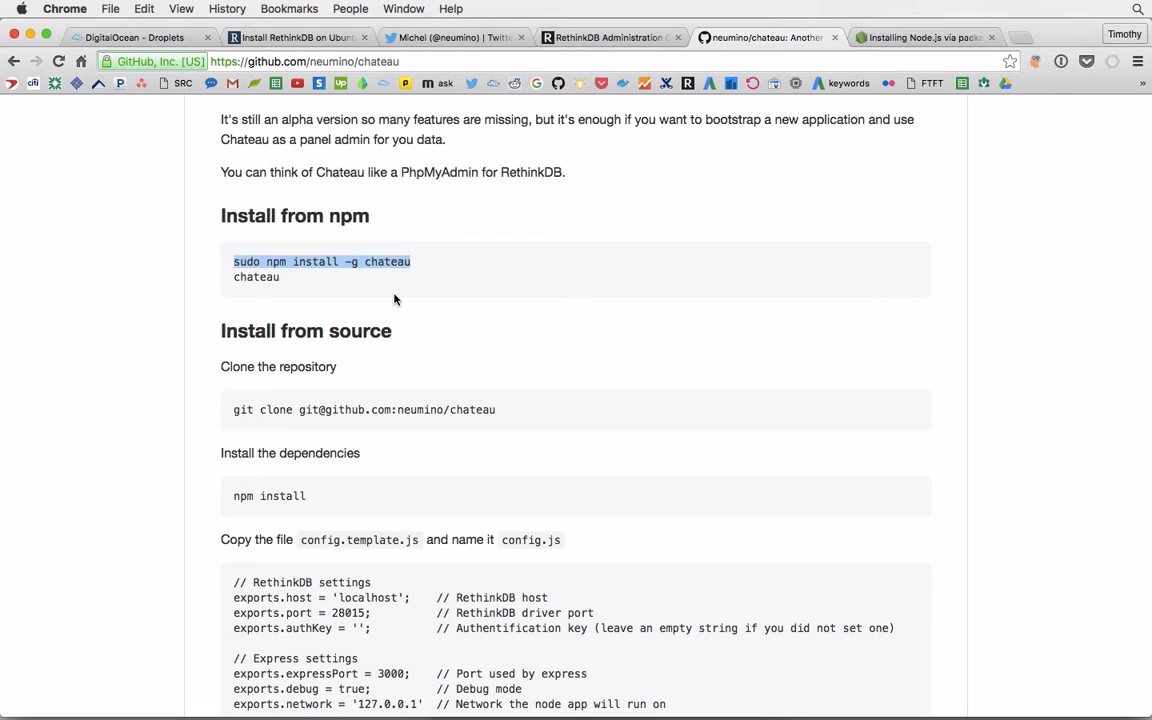 Chrome File Edit View History Bookmarks People Window Help
DigitalOcean - Droplets
Install RethinkDB on Ubun
Michel (@neumino) | Twitte
RethinkDB Administration C
neumino/chateau: Another
Installing Node.js via packa
Timothy
GitHub, Inc. [US] https://github.com/neumino/chateau
SRC
ask
keywords
FTFT
It's still an alpha version so many features are missing, but it's enough if you want to bootstrap a new application and use
Chateau as a panel admin for you data.
You can think of Chateau like a PhpMyAdmin for RethinkDB.
Install from npm
sudo npm install -g chateau
chateau
Install from source
Clone the repository
git clone git@github.com:neumino/chateau
Install the dependencies
npm install
Copy the file config.template.js and name it config.js
// RethinkDB settings
exports.host = 'localhost'; // RethinkDB host
exports.port = 28015; // RethinkDB driver port
exports.authKey = ''; // Authentification key (leave an empty string if you did not set one)
// Express settings
exports.expressPort = 3000; // Port used by express
exports.debug = true; // Debug mode
exports.network = '127.0.0.1' // Network the node app will run on